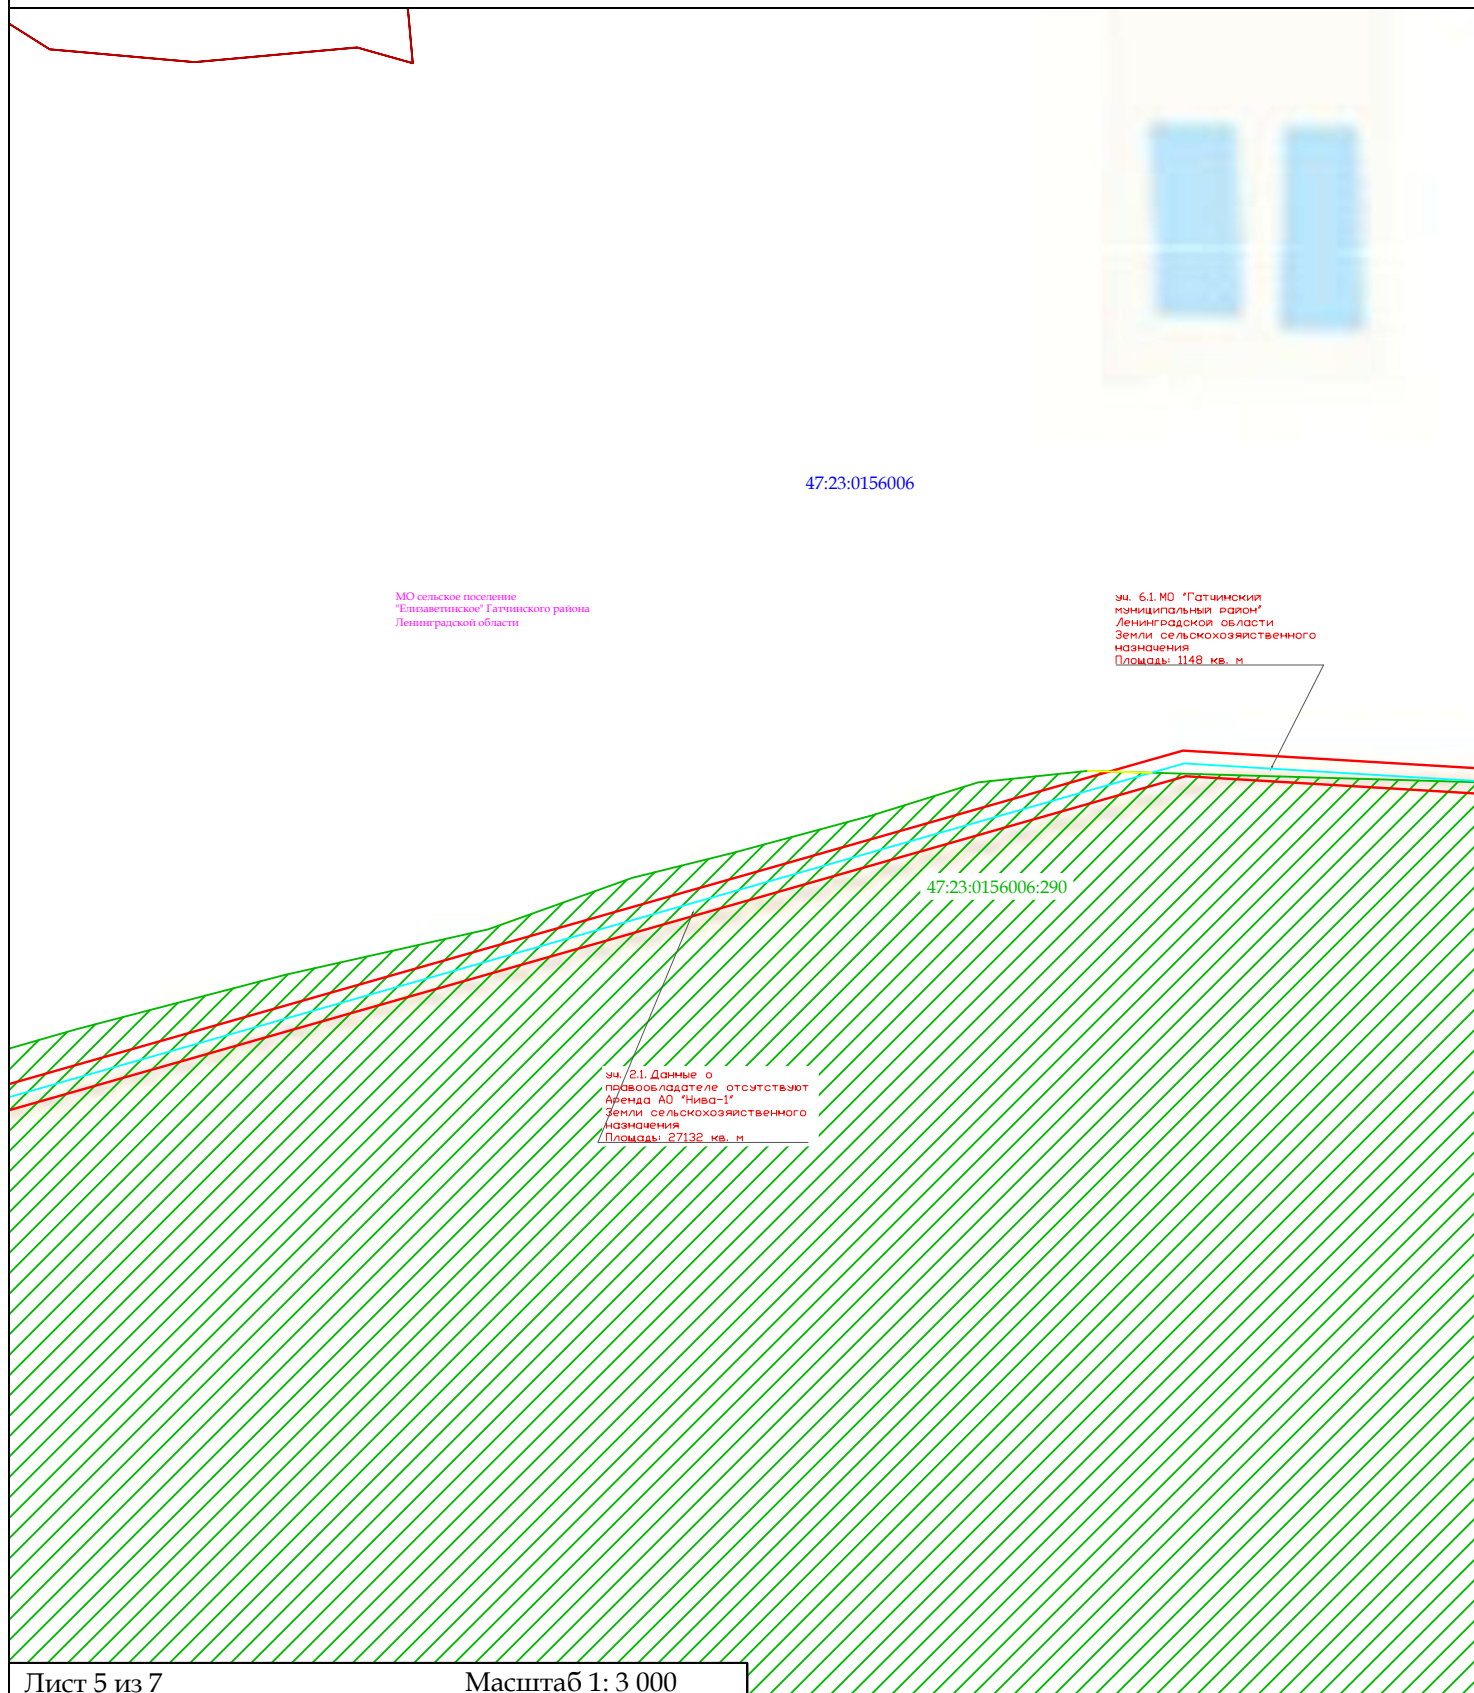 47:23:0156006
МО сельское поселение
"Елизаветинское" Гатчинского района
Ленинградской области
уч. 6.1. МО "Гатчинский
муниципальный район"
Ленинградской области
Земли сельскохозяйственного
назначения
Площадь: 1148 кв. м
47:23:0156006:290
уч. 2.1. Данные о
правообладателе отсутствуют
Аренда АО "Нива-1"
Земли сельскохозяйственного
назначения
Площадь: 27132 кв. м
Лист 5 из 7 Масштаб 1: 3 000